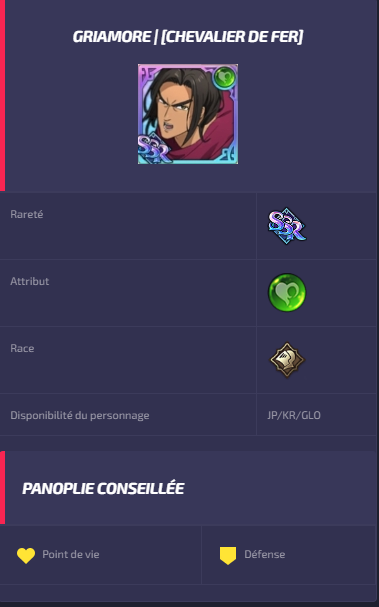 GRIAMORE | [CHEVALIER DE FER]
SSR
Rareté
SSR
Attribut
Race
Disponibilité du personnage
JP/KR/GLO
PANOPLIE CONSEILLÉE
Point de vie
Défense